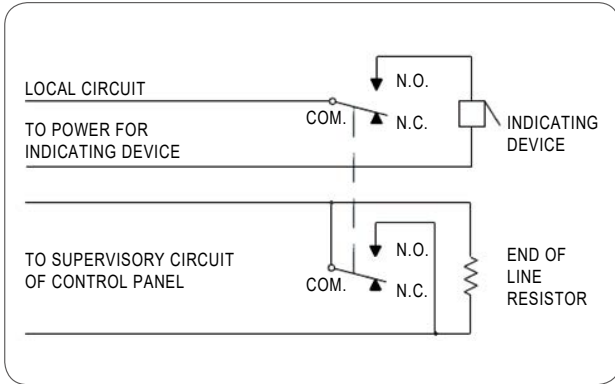 N.O.
LOCAL CIRCUIT
COM.
N.C.
TO POWER FOR
INDICATING DEVICE
INDICATING
DEVICE
N.O.
TO SUPERVISORY CIRCUIT
OF CONTROL PANEL
COM.
N.C.
END OF
LINE
RESISTOR